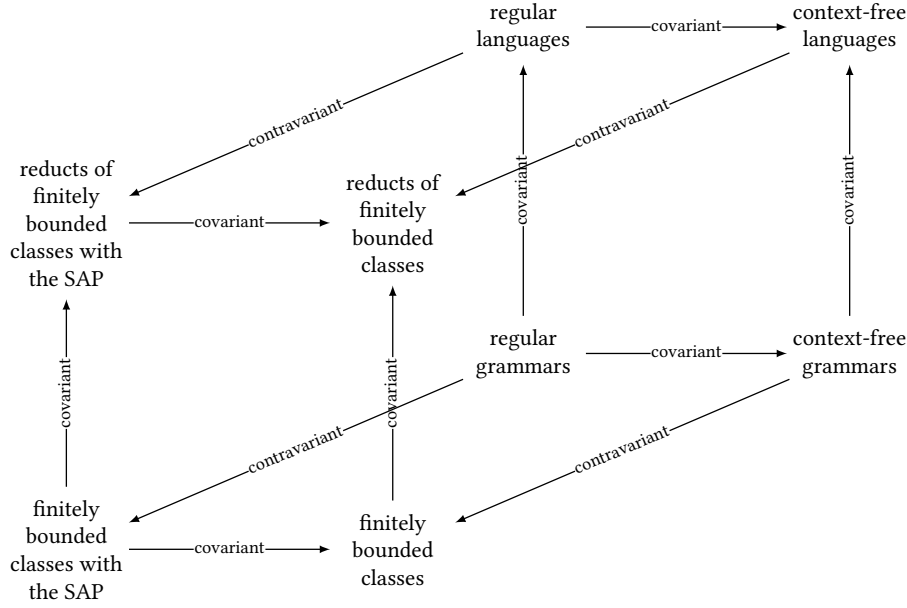 regular
languages
covariant
context-free
languages
contravariant
contravariant
reducts of
finitely
bounded
classes with
the SAP
covariant
reducts of
finitely
bounded
classes
covariant
covariant
regular
grammars
covariant
context-free
grammars
covariant
covariant
contravariant
contravariant
finitely
bounded
classes with
the SAP
covariant
finitely
bounded
classes